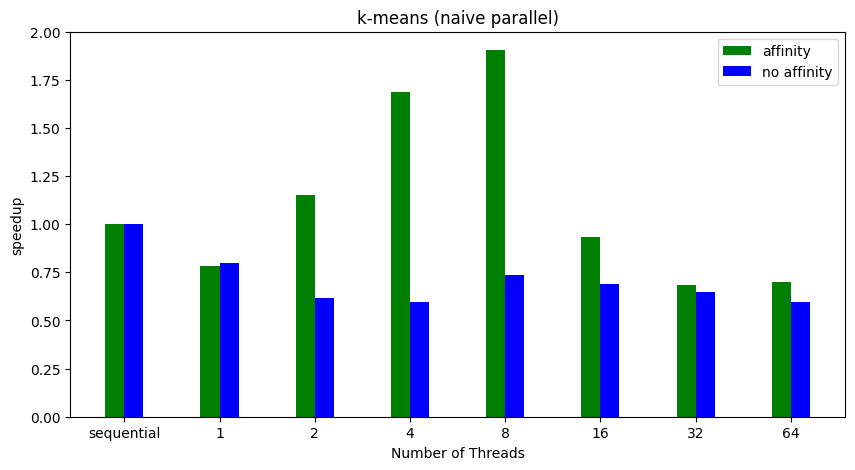 k-means (naive parallel)
2.00
1.75
1.50
1.25
1.00
0.75
0.50
0.25
0.00
speedup
affinity
no affinity
sequential 1 2 4 8 16 32 64
Number of Threads